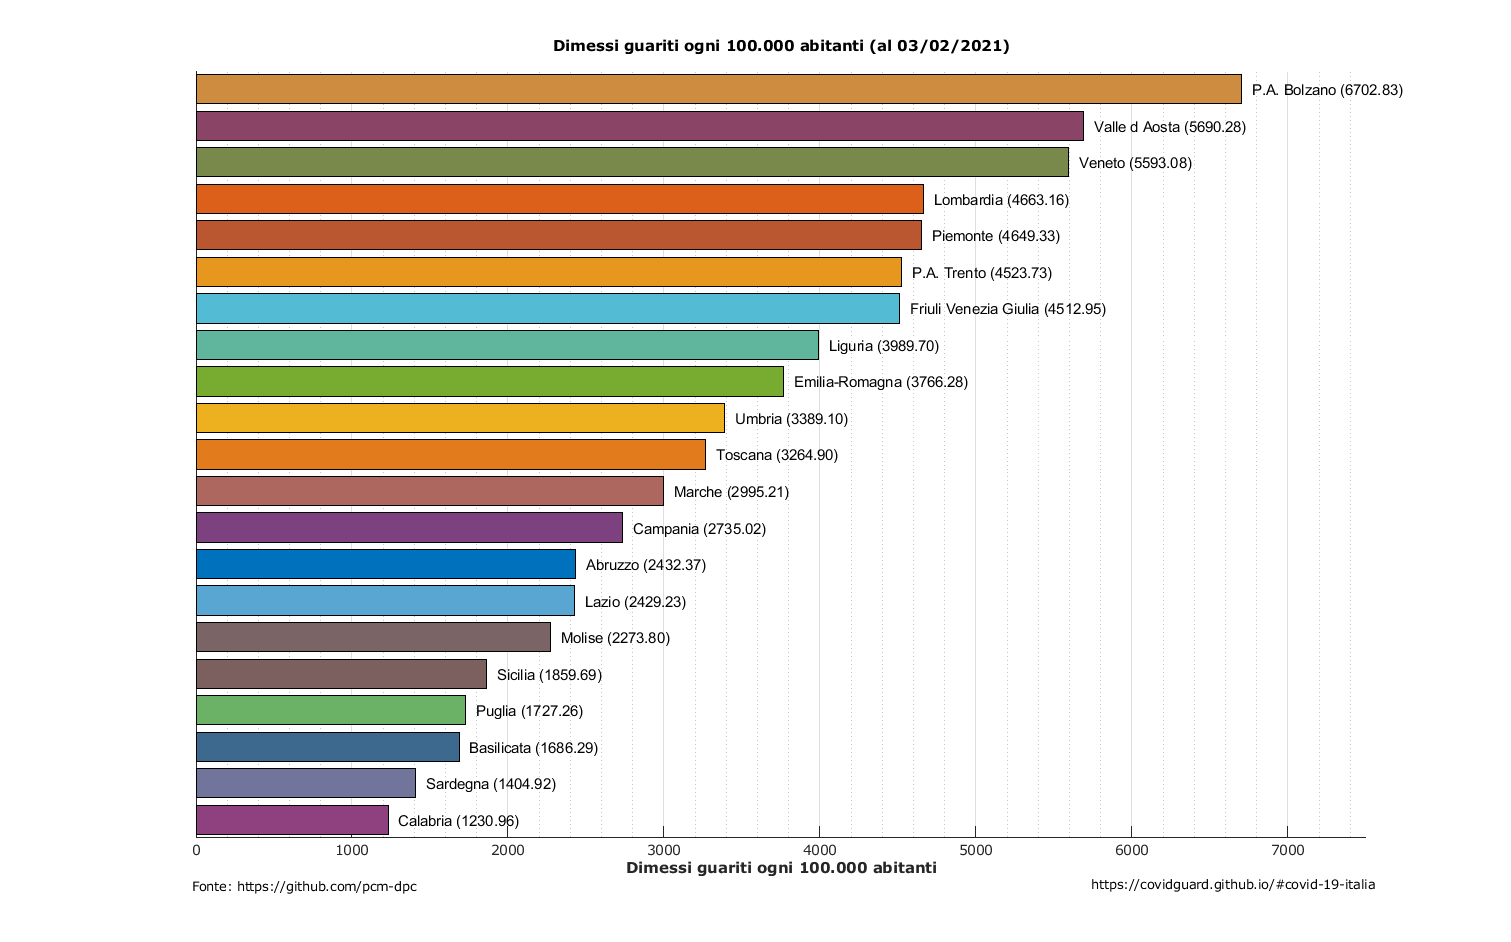 Dimessi guariti ogni 100.000 abitanti (al 03/02/2021)
P.A. Bolzano (6702.83)
Valle d Aosta (5690.28)
Veneto (5593.08)
Lombardia (4663.16)
Piemonte (4649.33)
P.A. Trento (4523.73)
Friuli Venezia Giulia (4512.95)
Liguria (3989.70)
Emilia-Romagna (3766.28)
Umbria (3389.10)
Toscana (3264.90)
Marche (2995.21)
Campania (2735.02)
Abruzzo (2432.37)
Lazio (2429.23)
Molise (2273.80)
Sicilia (1859.69)
Puglia (1727.26)
Basilicata (1686.29)
Sardegna (1404.92)
Calabria (1230.96)
0 1000 2000 3000 4000 5000 6000 7000
Dimessi guariti ogni 100.000 abitanti
Fonte: https://github.com/pcm-dpc
https://covidguard.github.io/#covid-19-italia